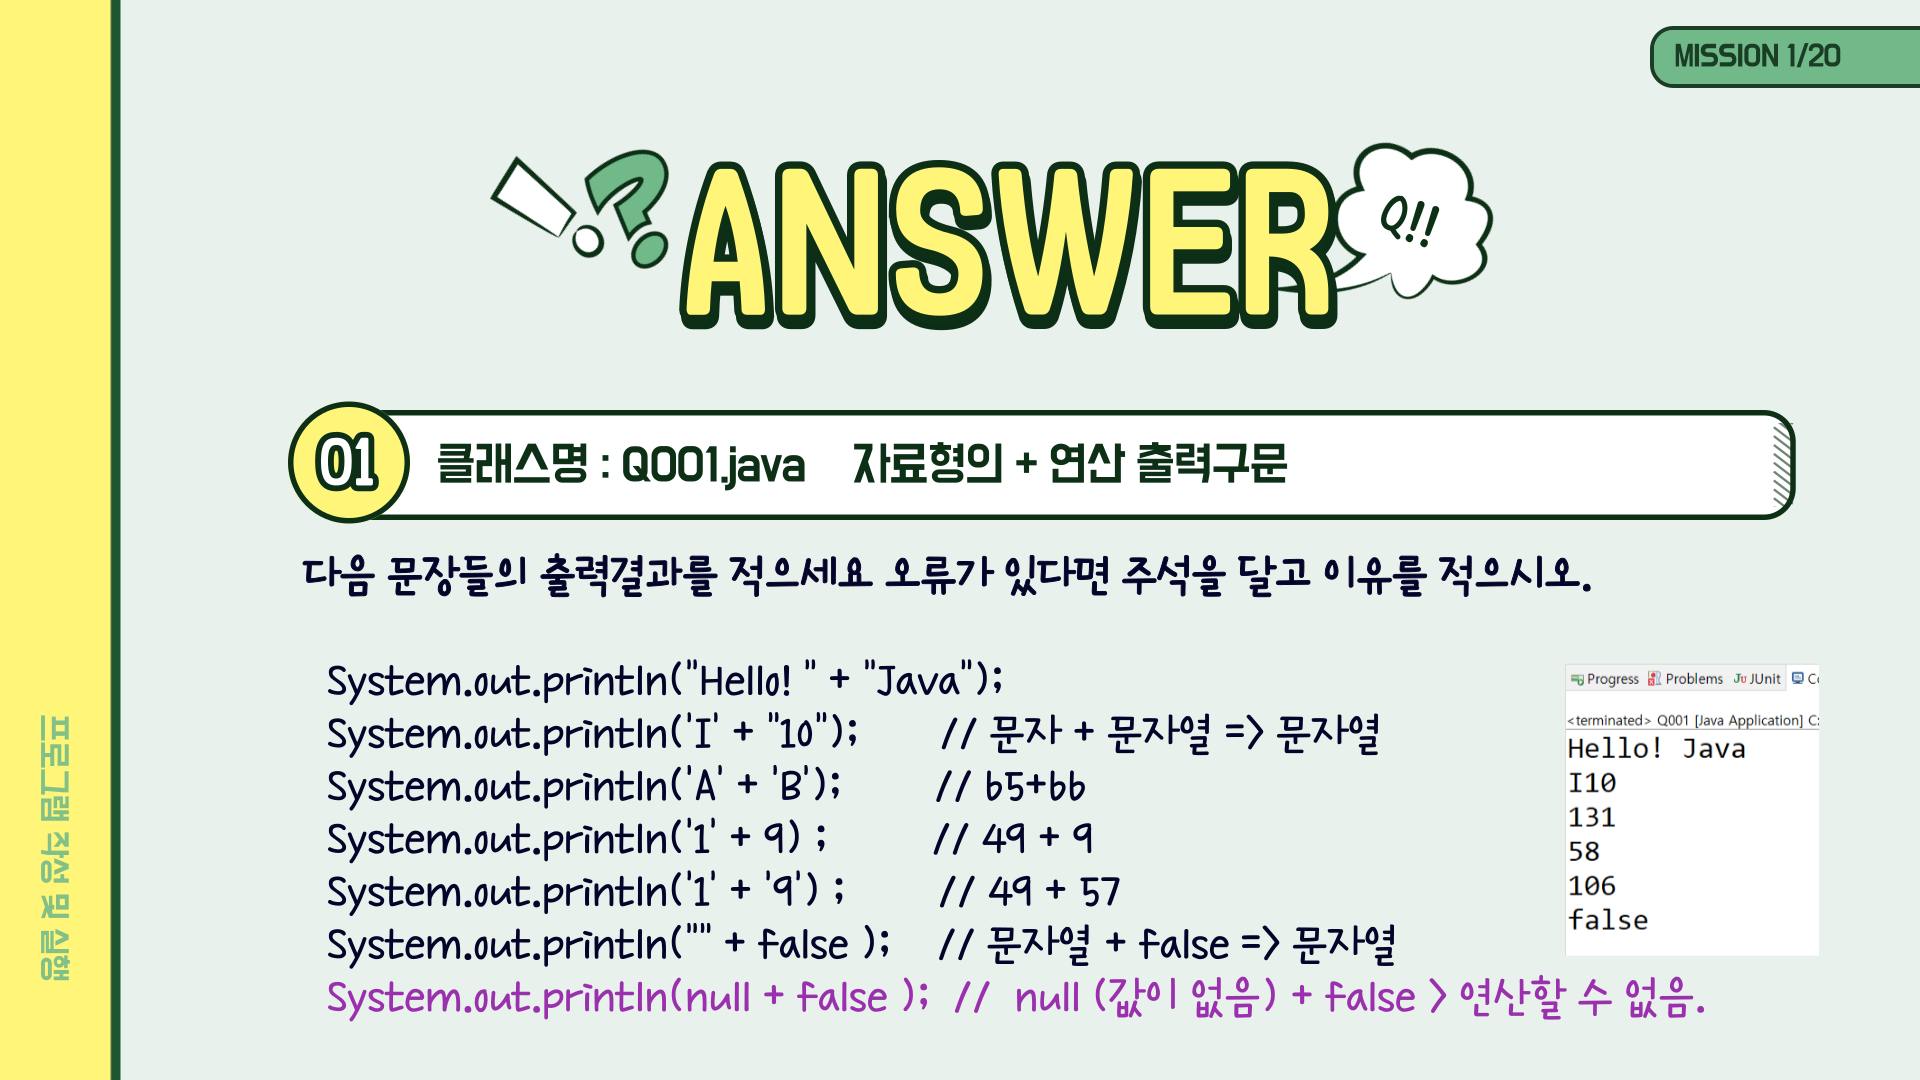 MISSION 1/20
!?
ANSWER
Q!!
01
클래스명 : Q001.java 자료형의 + 연산 출력구문
다음 문장들의 출력결과를 적으세요 오류가 있다면 주석을 달고 이유를 적으시오.
System.out.println("Hello! " + "Java");
System.out.println('I' + "10"); // 문자 + 문자열 => 문자열
System.out.println('A' + 'B'); // 65+66
System.out.println('1' + 9) ; // 49 + 9
System.out.println('1' + '9') ; // 49 + 57
System.out.println("" + false ); // 문자열 + false => 문자열
System.out.println(null + false ); // null (값이 없음) + false > 연산할 수 없음.
Progress Problems JUnit Co
<terminated> Q001 [Java Application] C:
Hello! Java
I10
131
58
106
false
프로그램 작성 및 실행